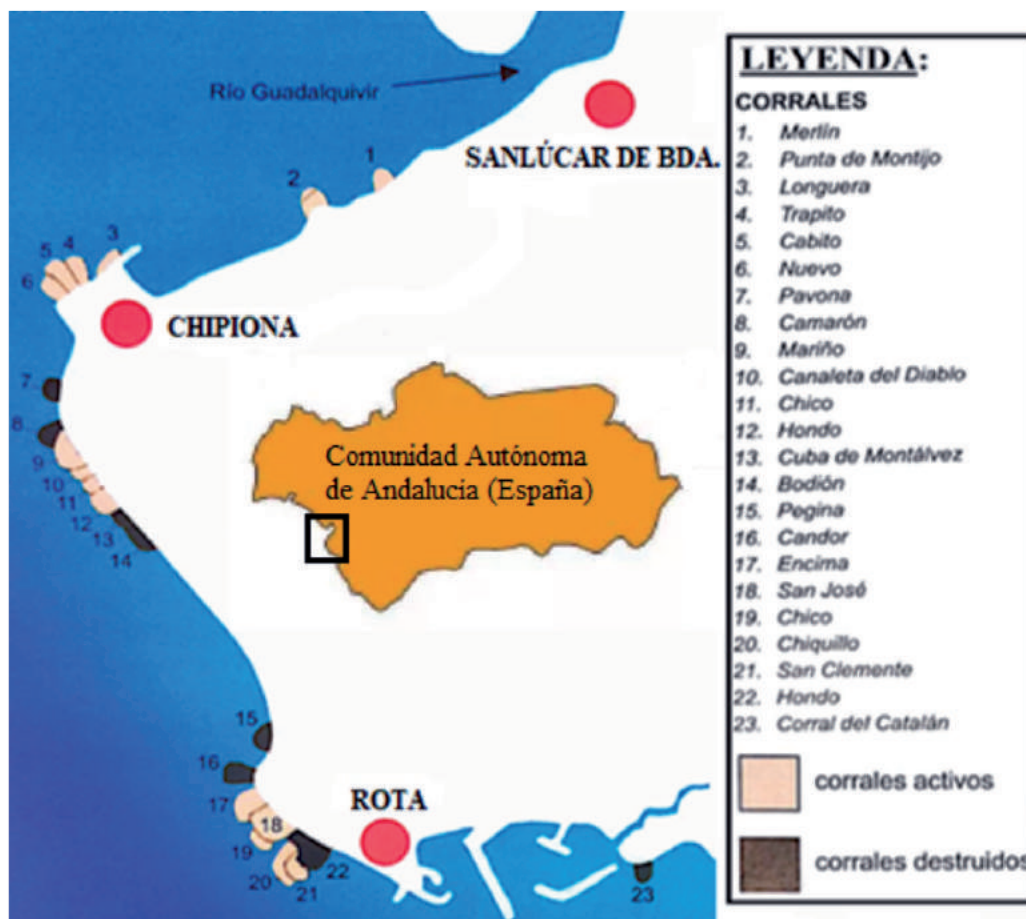 Río Guadalquivir
SANLÚCAR DE BDA.
1
2
3
4
5
6
CHIPIONA
7
8
9
10
11
12
13
14
Comunidad Autónoma
de Andalucía (España)
15
16
17
18
19
20
21
22
ROTA
23
LEYENDA:
CORRALES
1. Merlín
2. Punta de Montijo
3. Longuera
4. Trapito
5. Cabito
6. Nuevo
7. Pavona
8. Camarón
9. Mariño
10. Canaleta del Diablo
11. Chico
12. Hondo
13. Cuba de Montálvez
14. Bodión
15. Pegina
16. Candor
17. Encima
18. San José
19. Chico
20. Chiquillo
21. San Clemente
22. Hondo
23. Corral del Catalán
corrales activos
corrales destruidos